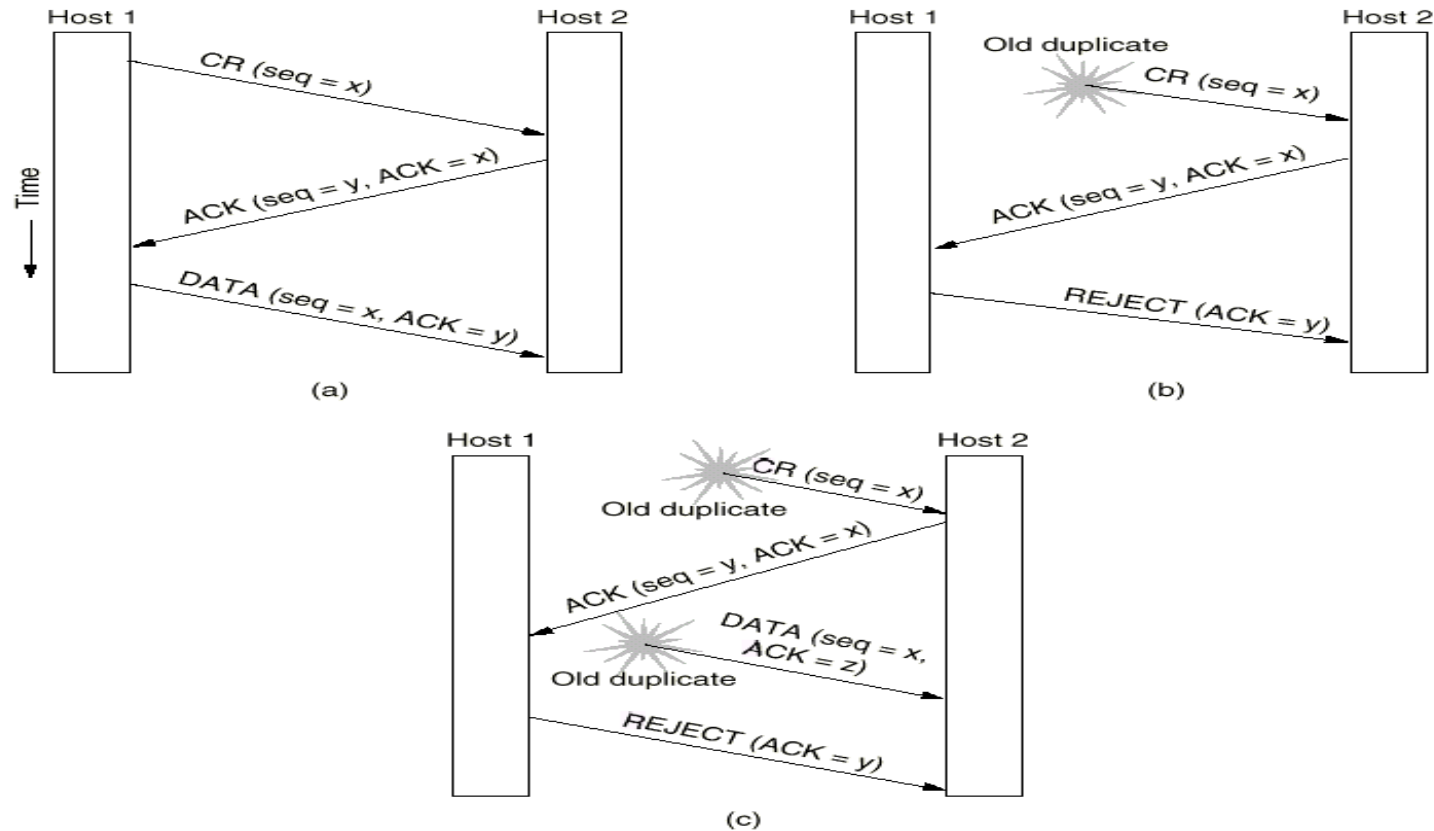 Host 1
Host 2
CR (seq = x)
ACK (seq = y, ACK = x)
DATA (seq = x, ACK = y)
Time
(a)
Host 1
Host 2
Old duplicate
CR (seq = x)
ACK (seq = y, ACK = x)
REJECT (ACK = y)
(b)
Host 1
Host 2
CR (seq = x)
Old duplicate
ACK (seq = y, ACK = x)
DATA (seq = x,
ACK = z)
Old duplicate
REJECT (ACK = y)
(c)